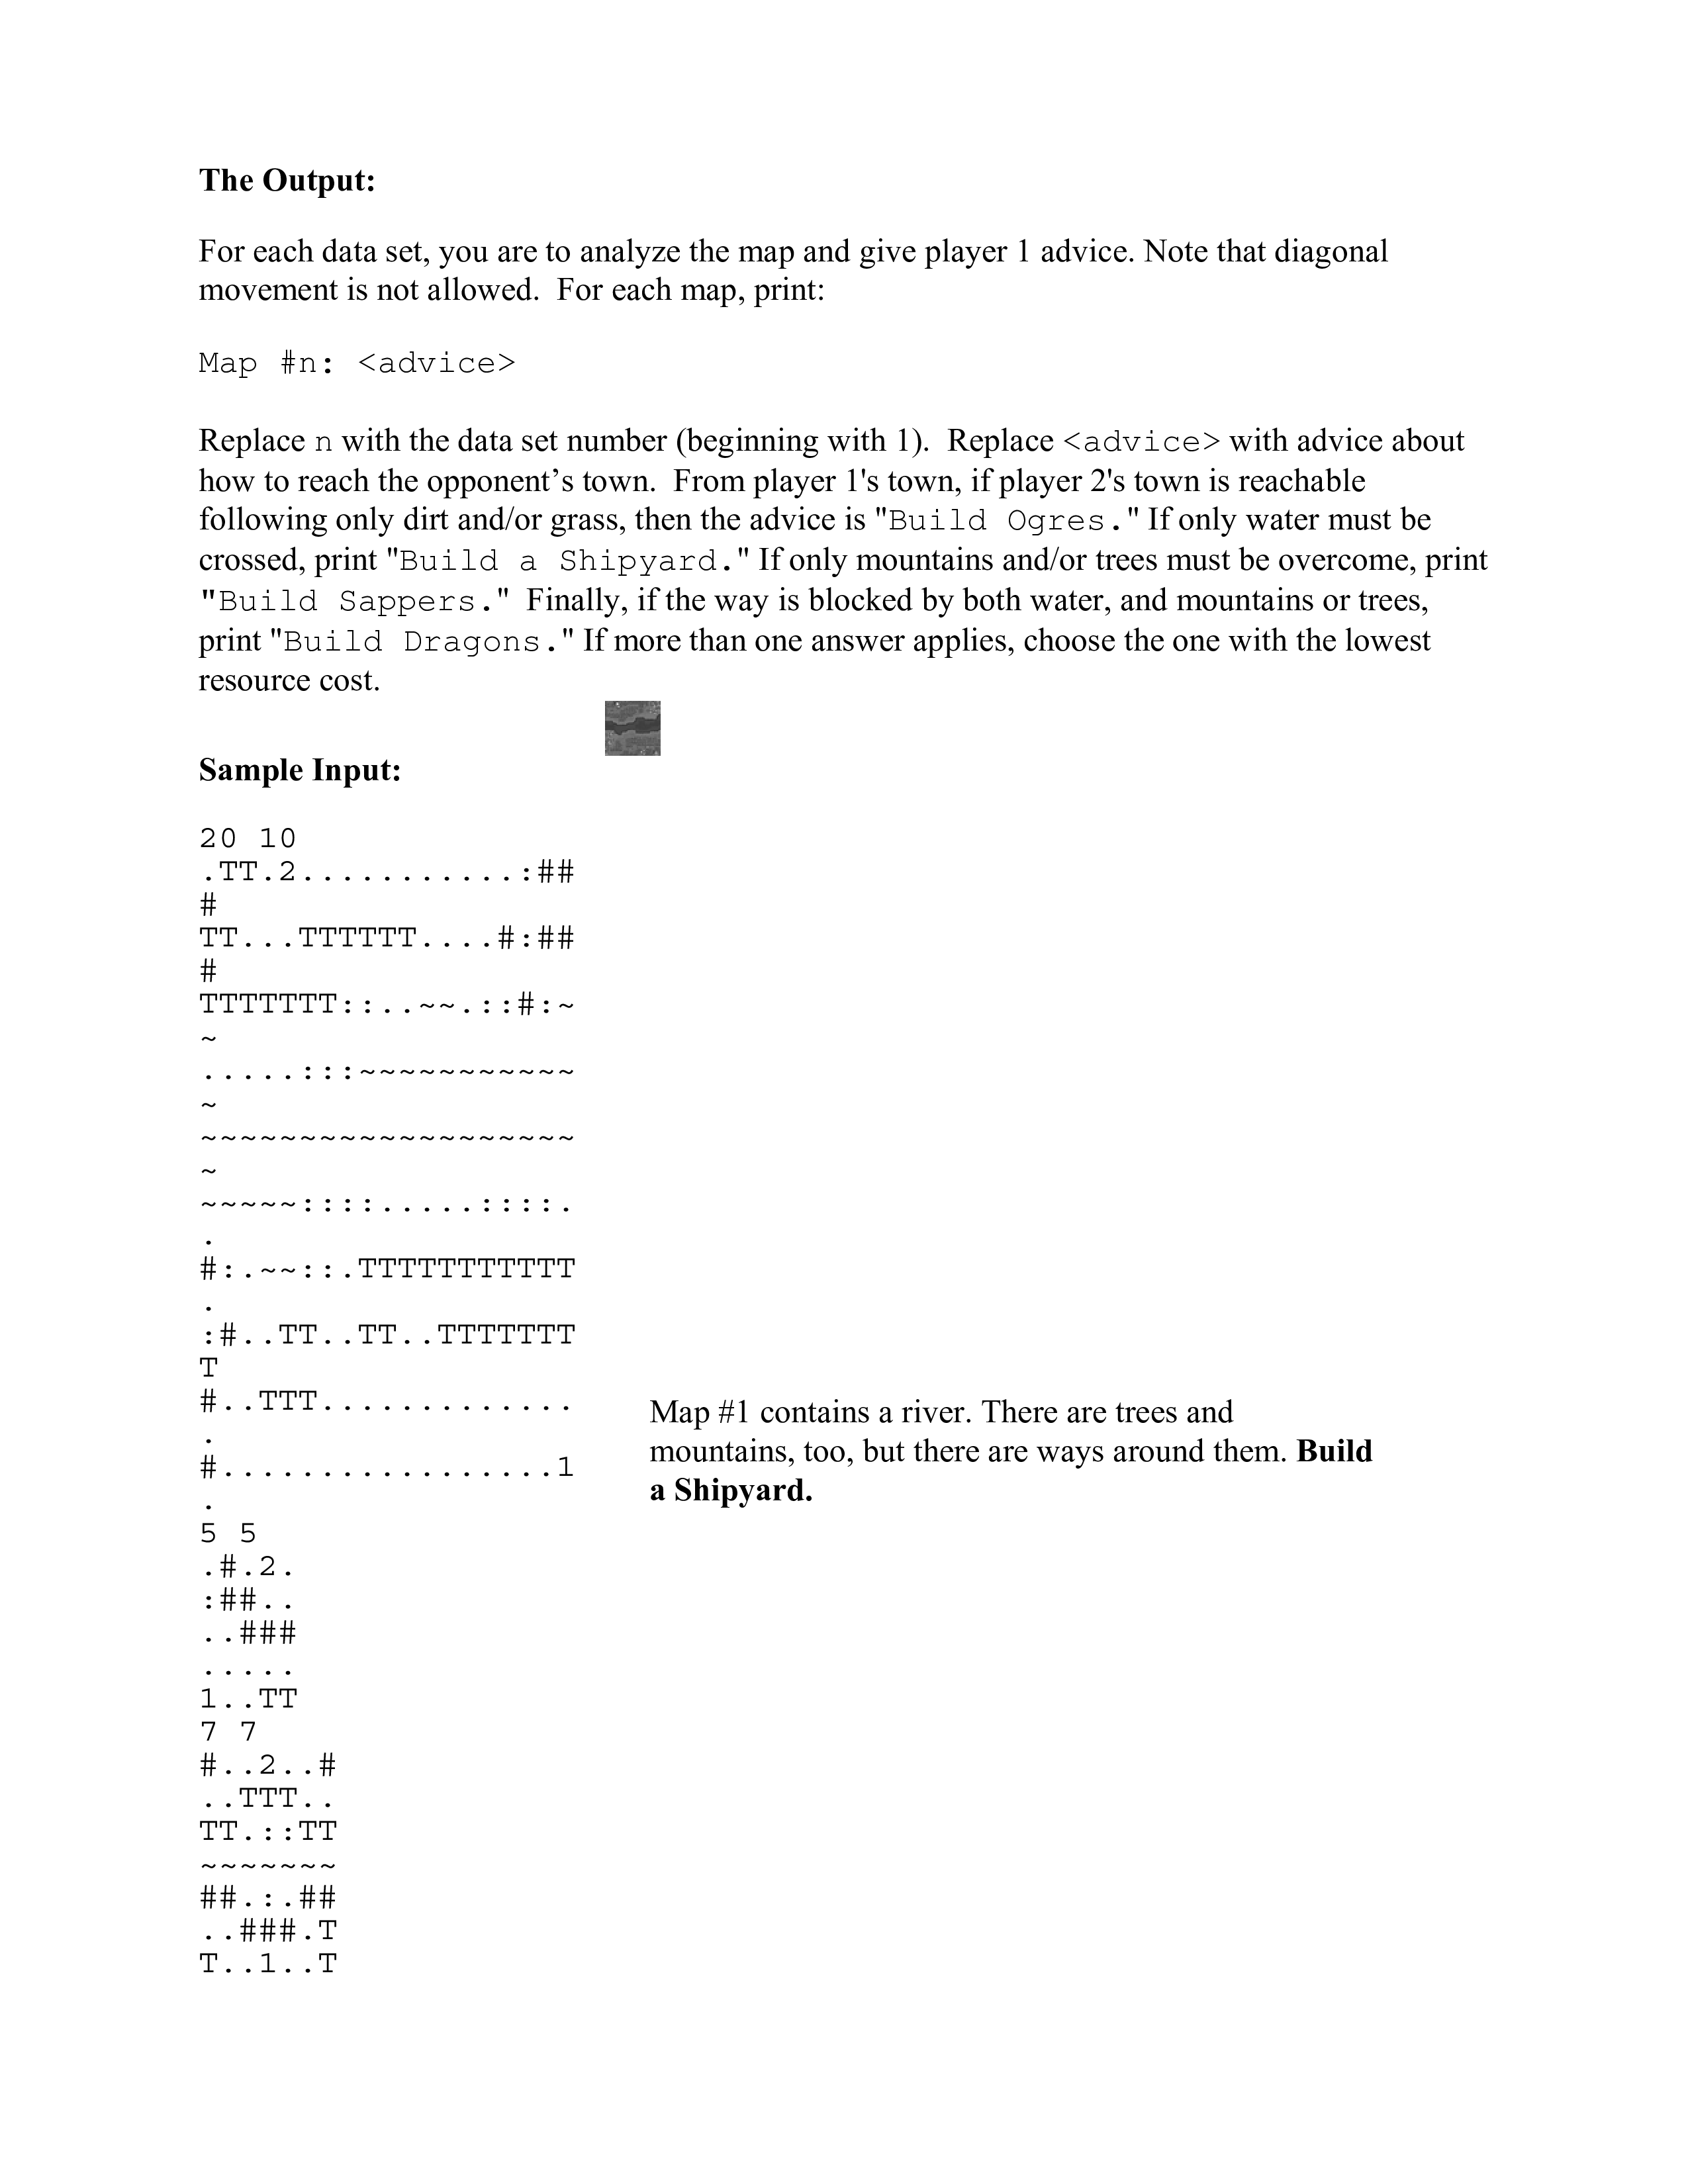 The Output:
For each data set, you are to analyze the map and give player 1 advice. Note that diagonal
movement is not allowed.  For each map, print:
Map #n: <advice>
Replace n with the data set number (beginning with 1).  Replace <advice> with advice about
how to reach the opponent’s town.  From player 1's town, if player 2's town is reachable
following only dirt and/or grass, then the advice is "Build Ogres." If only water must be
crossed, print "Build a Shipyard." If only mountains and/or trees must be overcome, print
"Build Sappers."  Finally, if the way is blocked by both water, and mountains or trees,
print "Build Dragons." If more than one answer applies, choose the one with the lowest
resource cost.
Sample Input:
20 10
.TT.2...........:##
#
TT...TTTTTT....#:##
#
TTTTTTT::..~~.::#:~
~
.....:::~~~~~~~~~~~
~
~~~~~~~~~~~~~~~~~~~
~
~~~~~::::.....::::.
.
#:.~~::.TTTTTTTTTTT
.
:#..TT..TT..TTTTTTT
T
#..TTT.............
.
#.................1
.
Map #1 contains a river. There are trees and
mountains, too, but there are ways around them. Build
a Shipyard.
5 5
.#.2.
:##..
..###
.....
1..TT
7 7
#..2..#
..TTT..
TT.::TT
~~~~~~~
##.:.##
..###.T
T..1..T